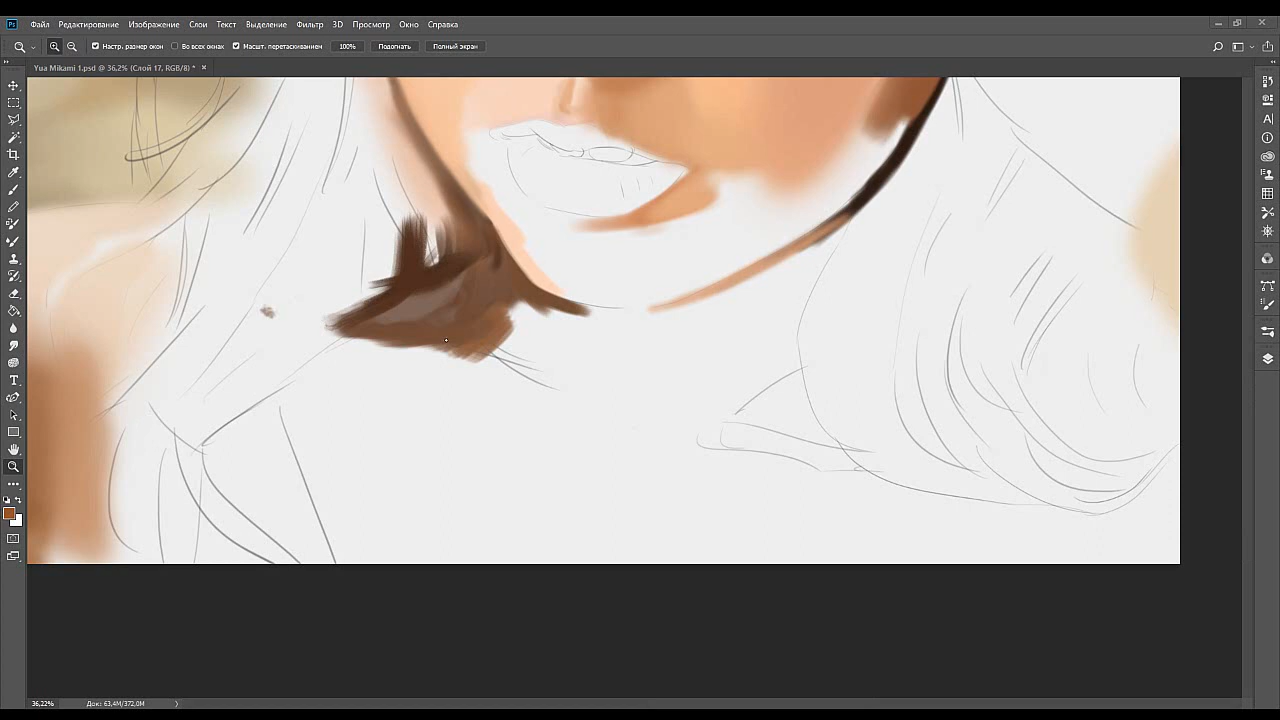 Ps Файл Редактирование Изображение Слои Текст Выделение Фильтр 3D Просмотр Окно Справка
Настр. размер окон Во всех окнах Масшт. перетаскиванием 100% Подогнать Полный экран
Yua Mikami 1.psd @ 36,2% (Слой 17, RGB/8) *
36,22% Док: 63,4M/372,0M